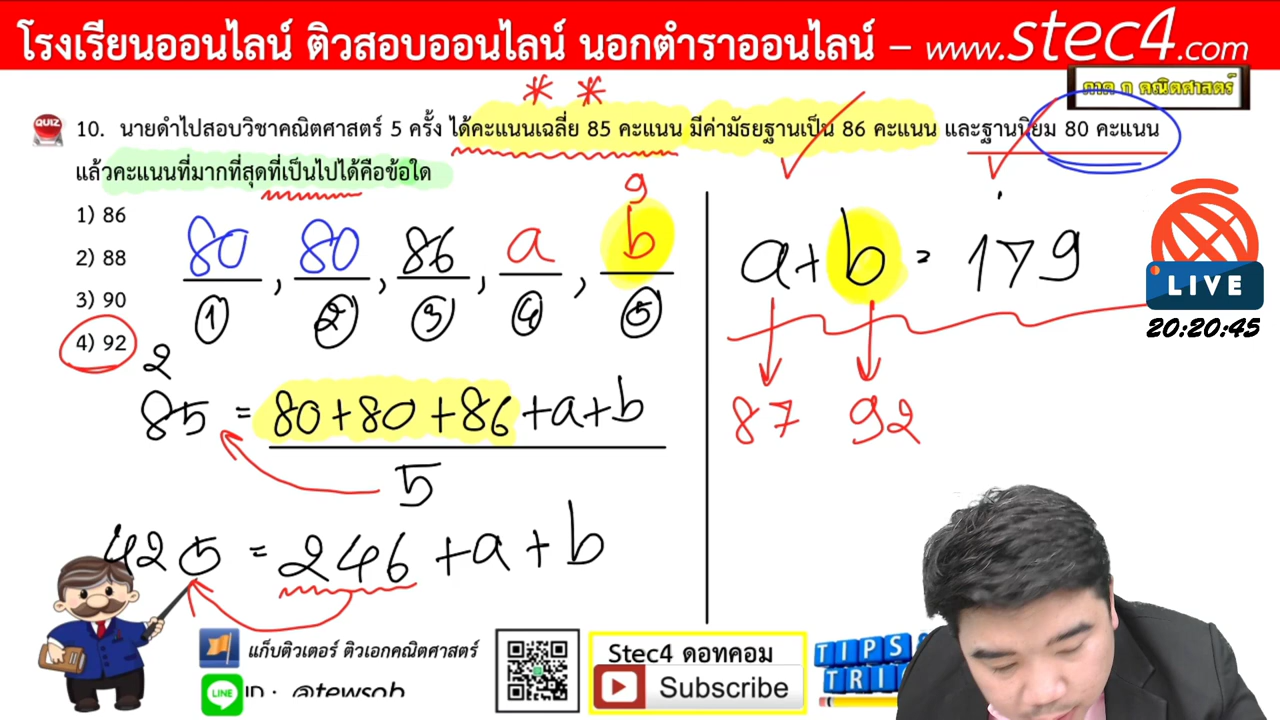 โรงเรียนออนไลน์ ติวสอบออนไลน์ นอกตำราออนไลน์ – www.stec4.com
ภาค ก คณิตศาสตร์
QUIZ
10. นายดำไปสอบวิชาคณิตศาสตร์ 5 ครั้ง ได้คะแนนเฉลี่ย 85 คะแนน มีค่ามัธยฐานเป็น 86 คะแนน และฐานนิยม 80 คะแนน
แล้วคะแนนที่มากที่สุดที่เป็นไปได้คือข้อใด
1) 86
2) 88
3) 90
4) 92
9
80, 80, 86, a, b
1 2 3 4 5
2
85 = 80+80+86+a+b
5
425 = 246 +a+b
a+b = 179
87 92
LIVE
20:20:45
แก็บติวเตอร์ ติวเอกคณิตศาสตร์
LINE
ID : @tewsob
Stec4 ดอทคอม
Subscribe
TIPS &
TRI